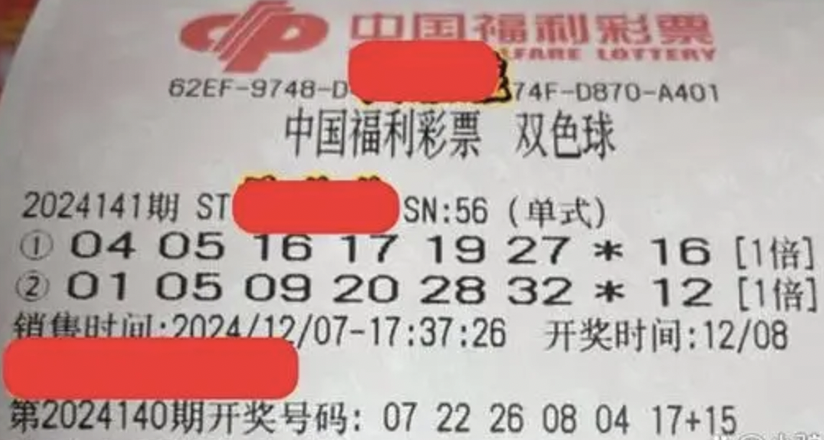 中国福利彩票
LFARE LOTTERY
62EF-9748-D 74F-D870-A401
中国福利彩票 双色球
2024141期 ST SN:56 (单式)
① 04 05 16 17 19 27 * 16 [1倍]
② 01 05 09 20 28 32 * 12 [1倍]
销售时间:2024/12/07-17:37:26 开奖时间:12/08
第2024140期开奖号码: 07 22 26 08 04 17+15